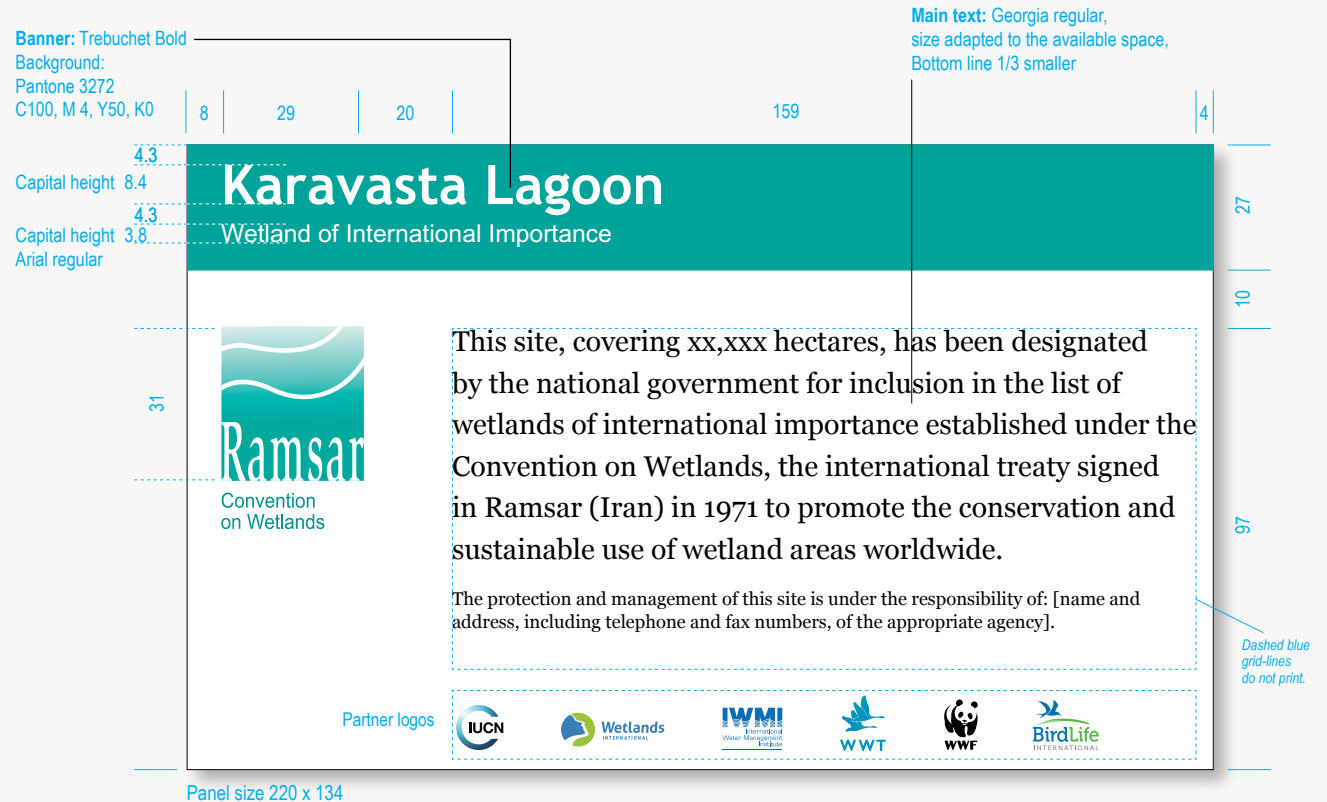 Main text: Georgia regular,
size adapted to the available space,
Bottom line 1/3 smaller
Banner: Trebuchet Bold
Background:
Pantone 3272
C100, M 4, Y50, K0
8
29
20
159
4
4.3
Capital height 8.4
4.3
Capital height 3.8
Arial regular
Karavasta Lagoon
Wetland of International Importance
27
10
31
97
Ramsar
Convention
on Wetlands
This site, covering xx,xxx hectares, has been designated
by the national government for inclusion in the list of
wetlands of international importance established under the
Convention on Wetlands, the international treaty signed
in Ramsar (Iran) in 1971 to promote the conservation and
sustainable use of wetland areas worldwide.
The protection and management of this site is under the responsibility of: [name and
address, including telephone and fax numbers, of the appropriate agency].
Dashed blue
grid-lines
do not print.
Partner logos
IUCN
Wetlands
INTERNATIONAL
IWMI
International
Water Management
Institute
WWT
WWF
BirdLife
INTERNATIONAL
Panel size 220 x 134